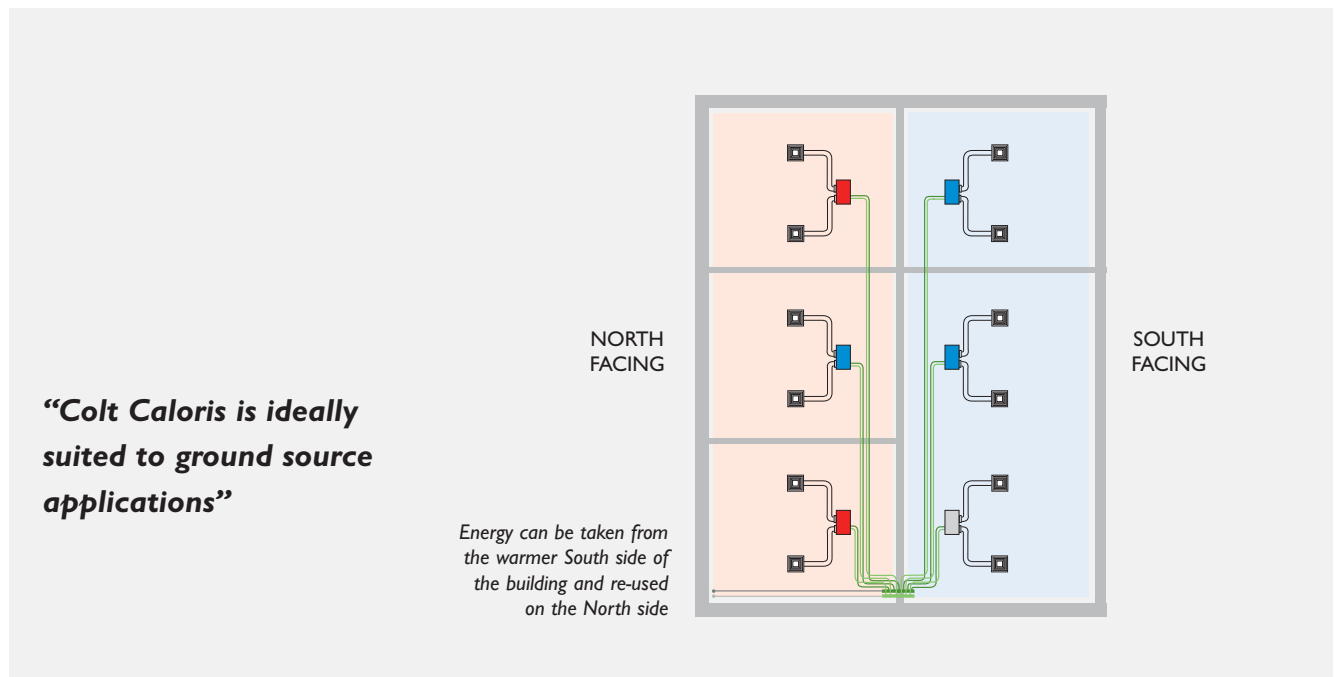 “Colt Caloris is ideally
suited to ground source
applications”
Energy can be taken from
the warmer South side of
the building and re-used
on the North side
NORTH
FACING
SOUTH
FACING